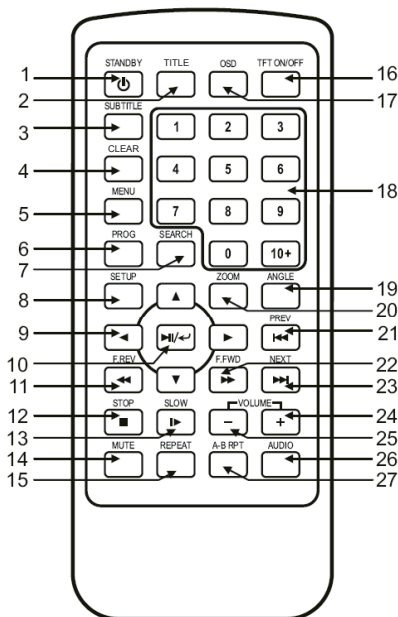 STANDBY TITLE OSD TFT ON/OFF
1 16
2 17
SUBTITLE
3 1 2 3
CLEAR
4 4 5 6 18
MENU
5 7 8 9
PROG SEARCH
6 0 10+
7
SETUP ZOOM ANGLE
8 19
20
PREV
9 21
10 / 22
F.REV F.FWD NEXT
11 23
STOP SLOW VOLUME
12 − + 24
13 25
MUTE REPEAT A-B RPT AUDIO
14 26
15 27